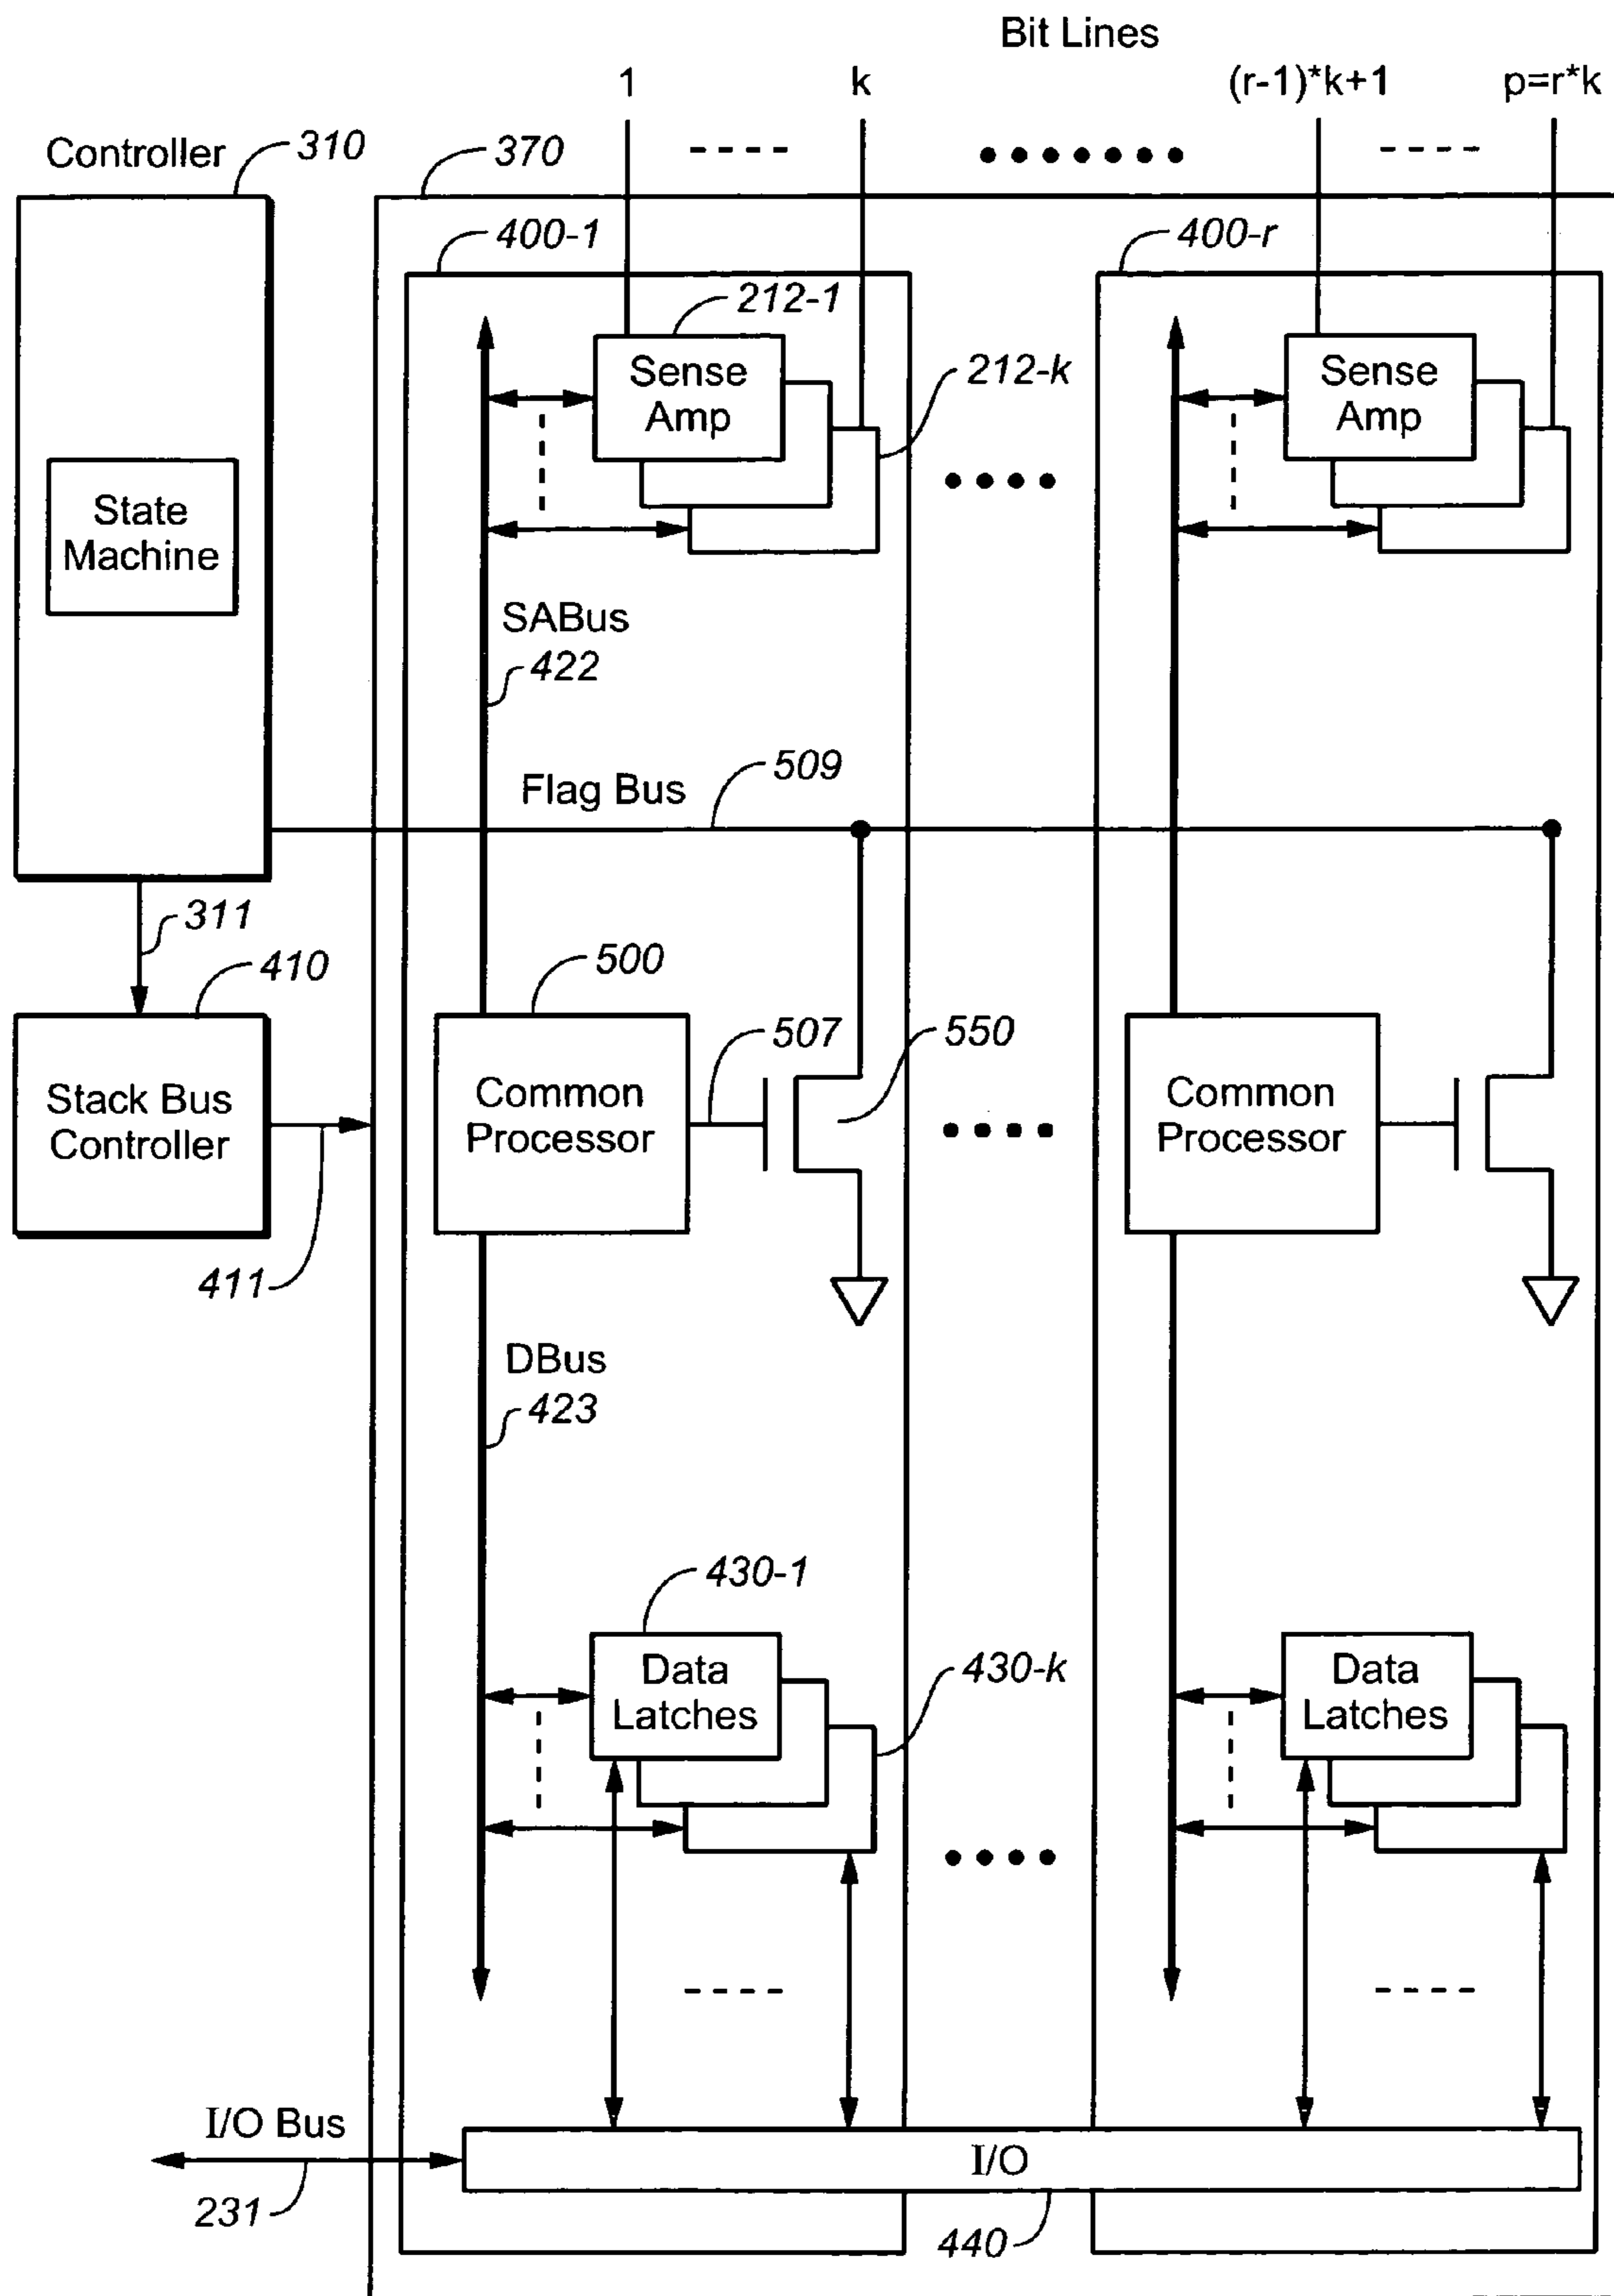 Bit Lines
1
k
(r-1)*k+1
p=r*k
Controller
310
370
400-1
400-r
212-1
Sense
Amp
212-k
Sense
Amp
State
Machine
SABus
422
Flag Bus
509
311
410
500
507
550
Stack Bus
Controller
Common
Processor
Common
Processor
411
DBus
423
430-1
Data
Latches
430-k
Data
Latches
I/O Bus
I/O
231
440